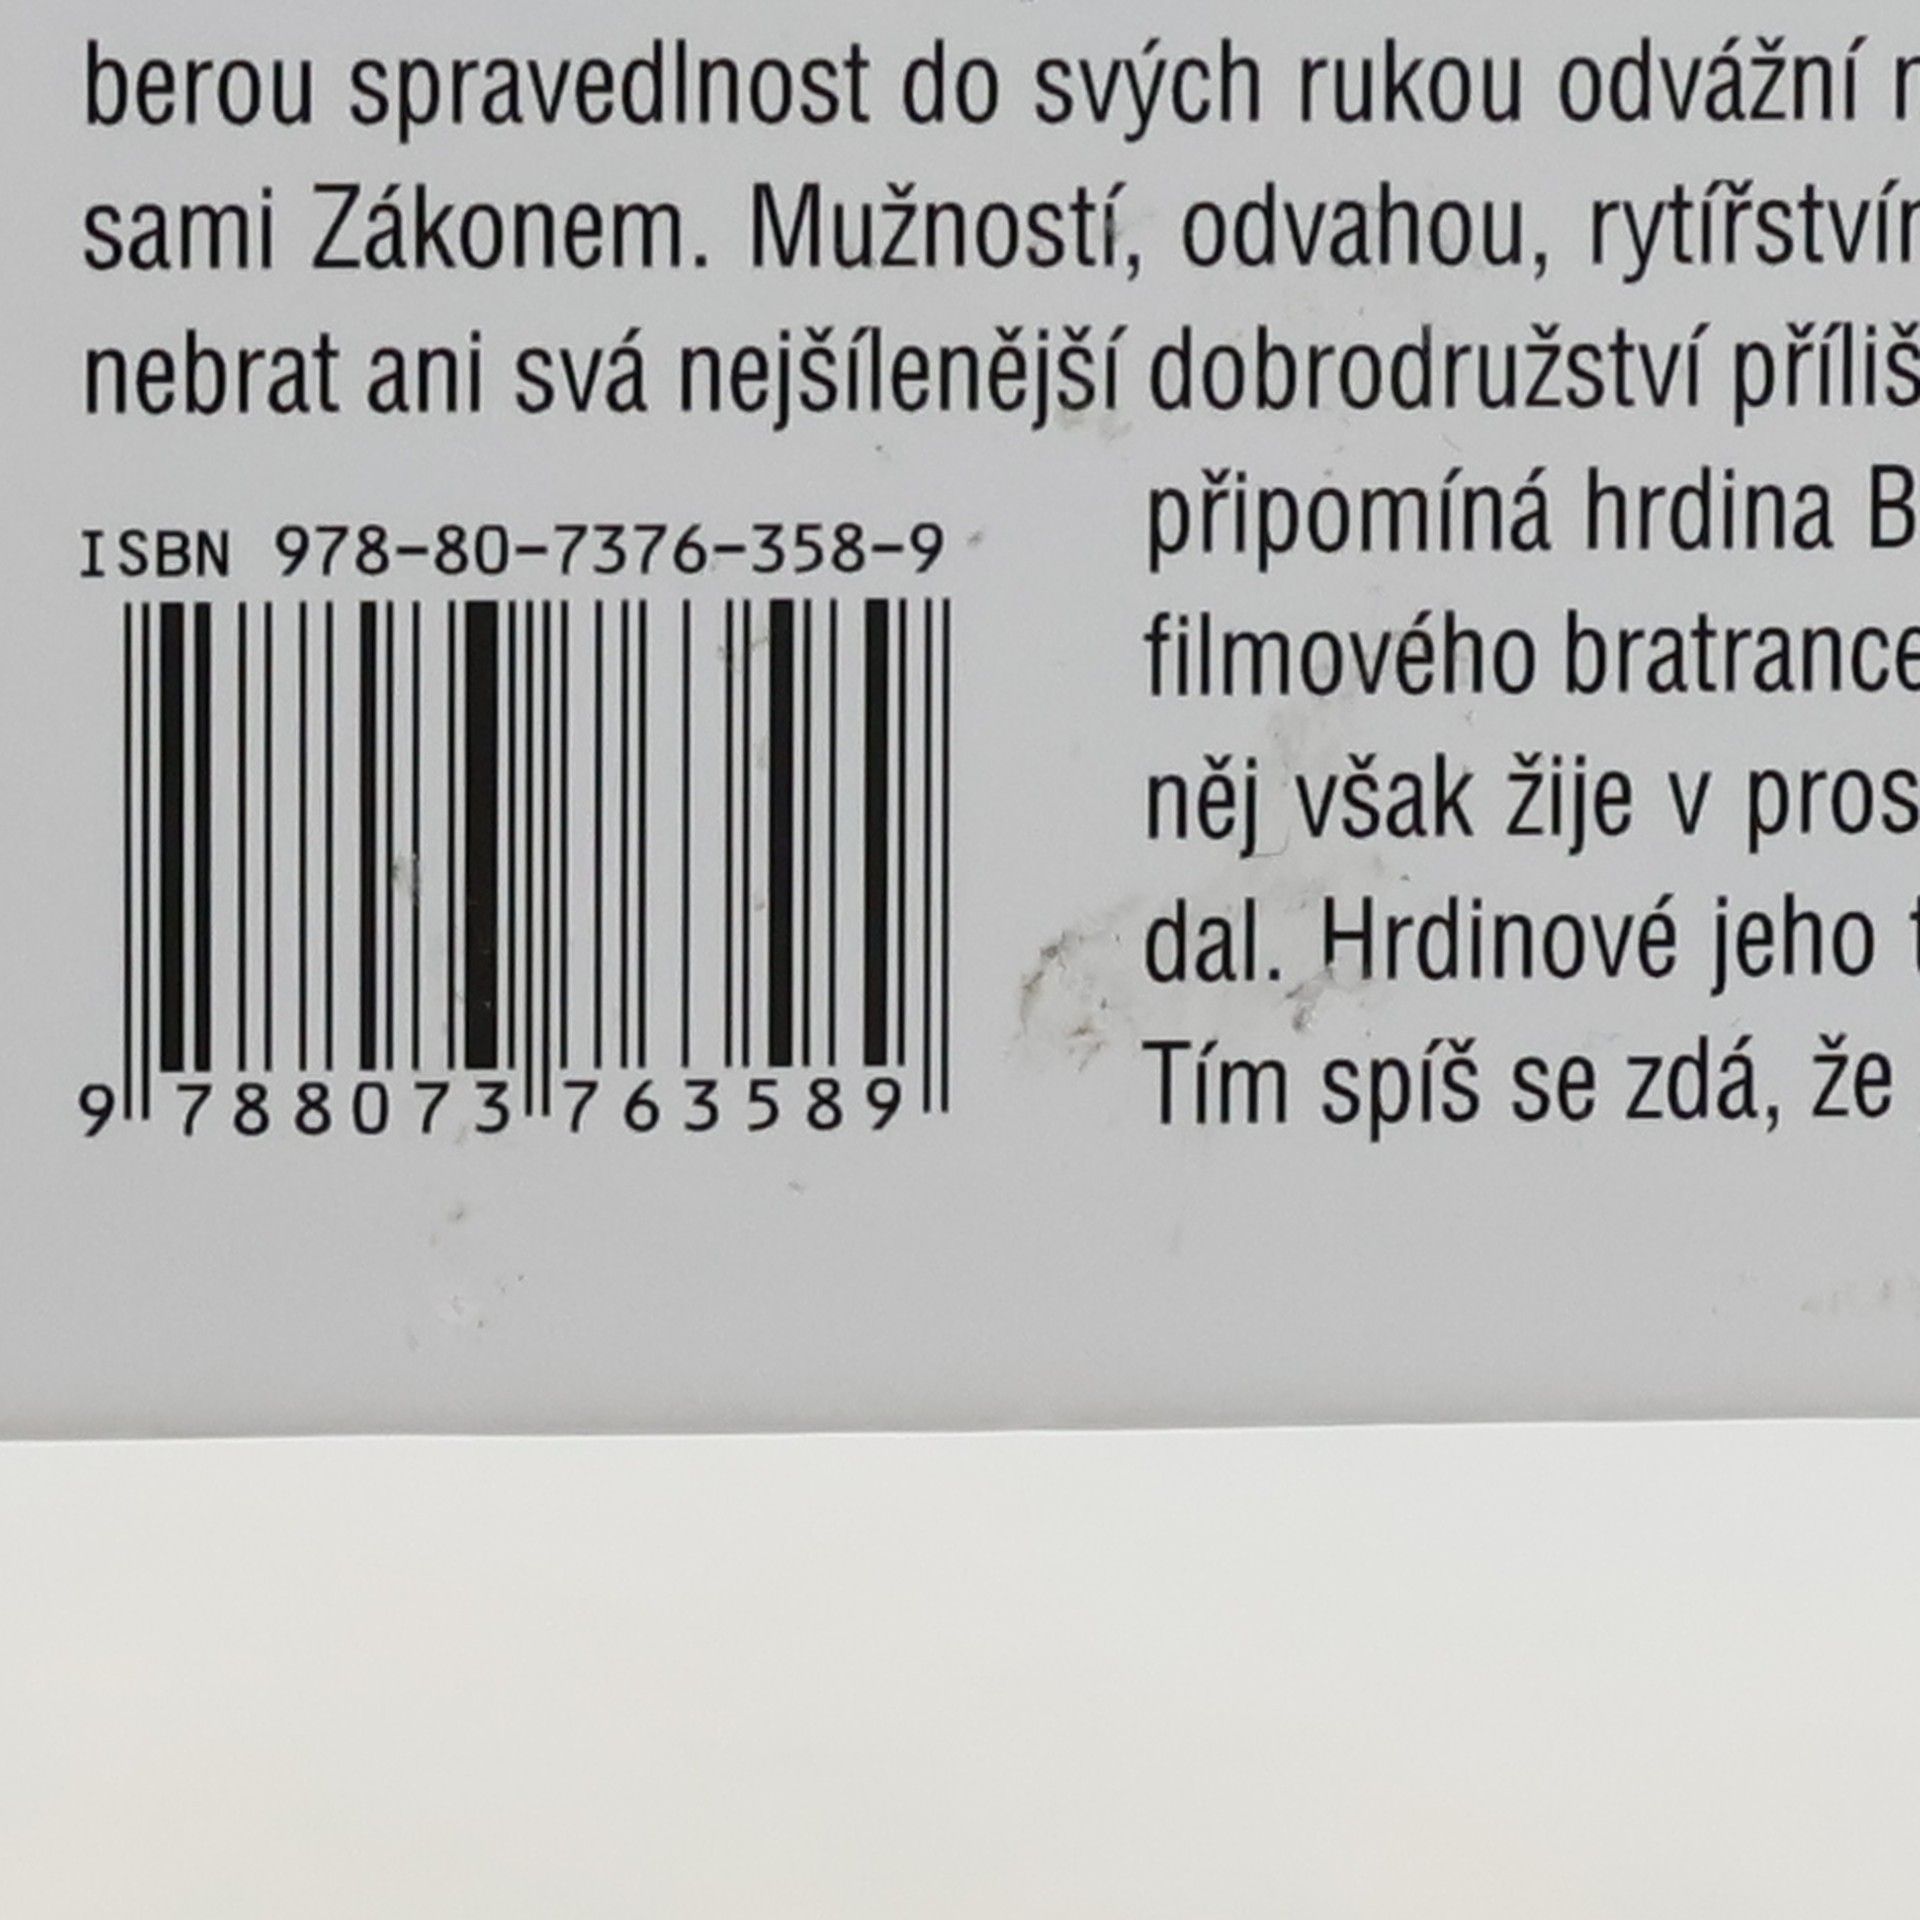 berou spravedlnost do svých rukou odvážní
sami Zákonem. Mužností, odvahou,
nebrat ani svá nejšílenější dobrodružství příliš
ISBN 978-80-7376-358-9
9 788073 763589
připomíná hrdina
filmového bratrance
něj však žije v
dal. Hrdinové jeho
Tím spíš se zdá, že